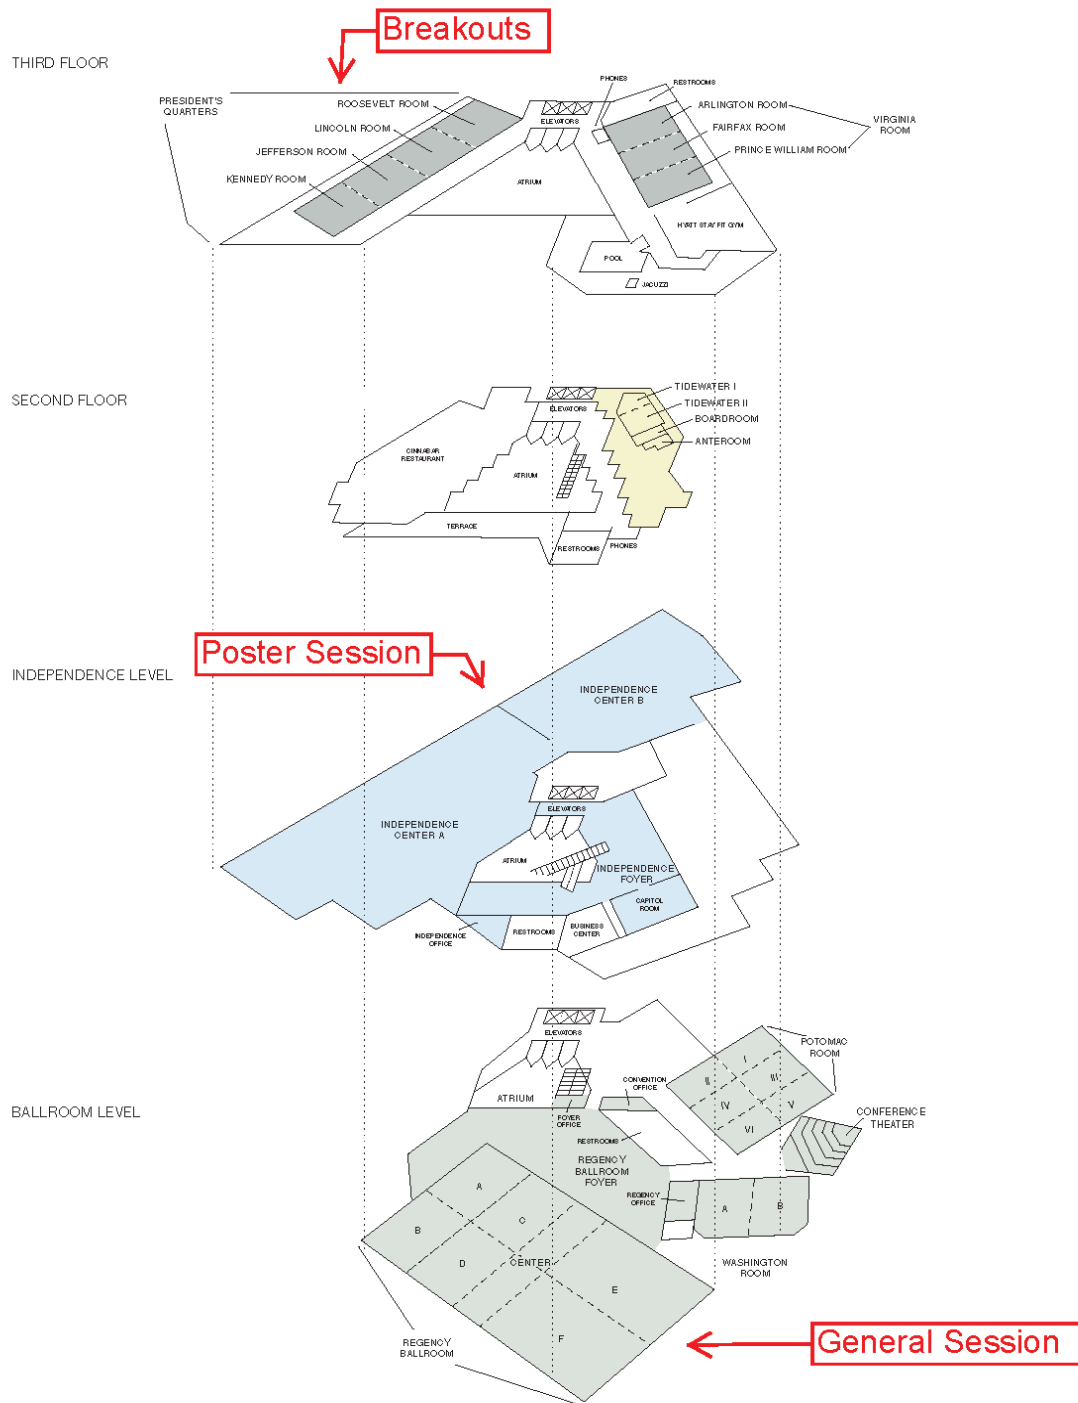 Breakouts
THIRD FLOOR
PHONES
RESTROOMS
PRESIDENT'S
QUARTERS
ROOSEVELT ROOM
ARLINGTON ROOM
ELEVATORS
VIRGINIA
ROOM
LINCOLN ROOM
FAIRFAX ROOM
JEFFERSON ROOM
PRINCE WILLIAM ROOM
KENNEDY ROOM
ATRIUM
HYATT STAY FIT GYM
POOL
JACUZZI
SECOND FLOOR
TIDEWATER I
TIDEWATER II
ELEVATORS
BOARDROOM
ANTEROOM
CINNABAR
RESTAURANT
ATRIUM
TERRACE
RESTROOMS
PHONES
Poster Session
INDEPENDENCE LEVEL
INDEPENDENCE
CENTER B
ELEVATORS
INDEPENDENCE
CENTER A
ATRIUM
INDEPENDENCE
FOYER
CAPITOL
ROOM
INDEPENDENCE
OFFICE
RESTROOMS
BUSINESS
CENTER
ELEVATORS
POTOMAC
ROOM
I
II
III
IV
V
VI
CONVENTION
OFFICE
ATRIUM
BALLROOM LEVEL
FOYER
OFFICE
CONFERENCE
THEATER
RESTROOMS
REGENCY
BALLROOM
FOYER
REGENCY
OFFICE
A
B
A
B
C
D
CENTER
E
F
WASHINGTON
ROOM
REGENCY
BALLROOM
General Session